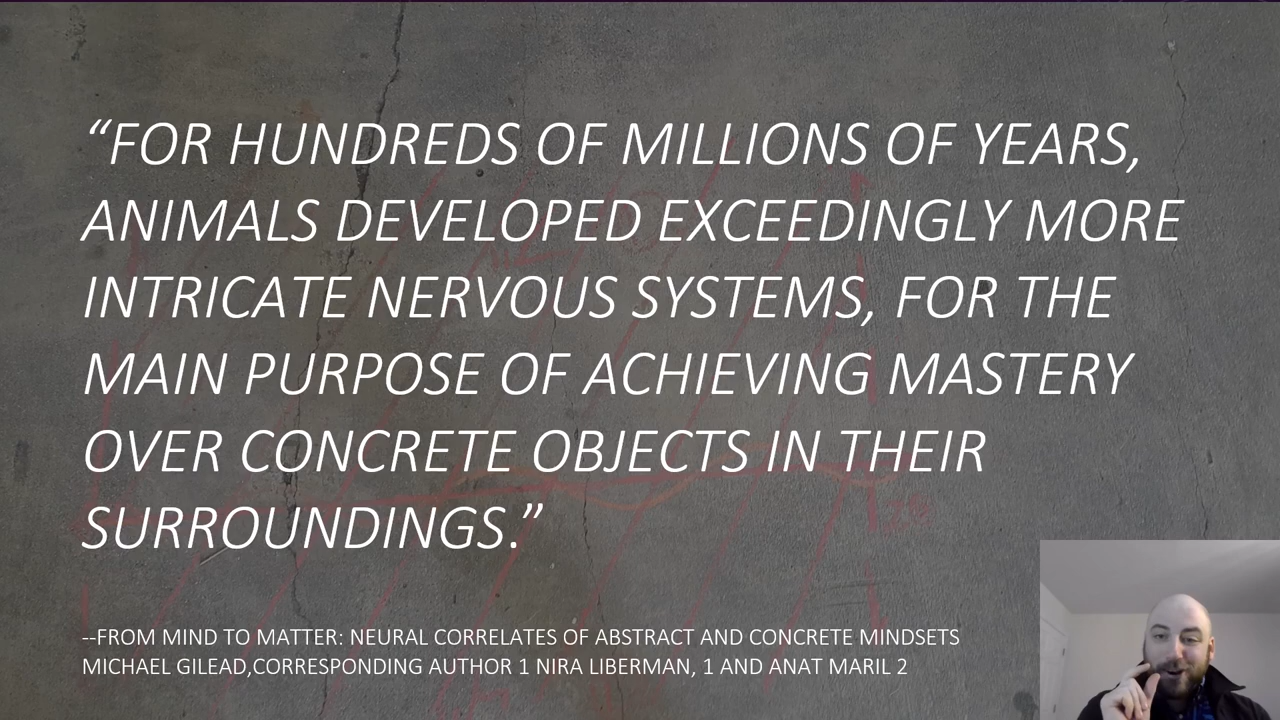 “FOR HUNDREDS OF MILLIONS OF YEARS,
ANIMALS DEVELOPED EXCEEDINGLY MORE
INTRICATE NERVOUS SYSTEMS, FOR THE
MAIN PURPOSE OF ACHIEVING MASTERY
OVER CONCRETE OBJECTS IN THEIR
SURROUNDINGS.”
--FROM MIND TO MATTER: NEURAL CORRELATES OF ABSTRACT AND CONCRETE MINDSETS
MICHAEL GILEAD,CORRESPONDING AUTHOR 1 NIRA LIBERMAN, 1 AND ANAT MARIL 2